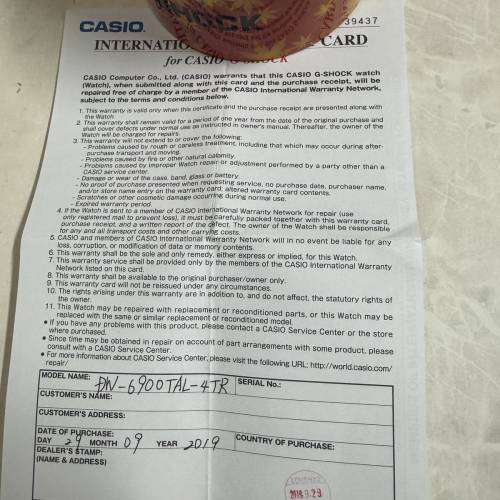 SHOCK
39437
CASIO
INTERNATIO CARD
for CASIO G-SHOCK
CASIO Computer Co., Ltd. (CASIO) warrants that this CASIO G-SHOCK watch
(Watch), when submitted along with this card and the purchase receipt, will be
repaired free of charge by a member of the CASIO International Warranty Network,
subject to the terms and conditions below.
1. This warranty is valid only when this certificate and the purchase receipt are presented along with
the Watch.
2. This warranty shall remain valid for a period of one year from the date of the original purchase and
shall cover defects under normal use as instructed in owner's manual. Thereafter, the owner of the
Watch will be charged for repairs.
3. This warranty will not extend to or cover the following:
- Problems caused by rough or careless treatment, including that which may occur during after-
purchase transport and moving.
- Problems caused by fire or other natural calamity.
- Problems caused by improper Watch repair or adjustment performed by a party other than a
CASIO service center.
- Damage or wear of the case, band, glass or battery.
- No proof of purchase presented when requesting service, no purchase date, purchaser name,
and/or store name entry on the warranty card; altered warranty card contents.
- Scratches or other cosmetic damage occurring during normal use.
- Expired warranty period.
4. If the Watch is sent to a member of CASIO International Warranty Network for repair (use
only registered mail to prevent loss), it must be carefully packed together with this warranty card,
purchase receipt, and a written report of the defect. The owner of the Watch shall be responsible
for any and all transport costs and other carrying costs.
5. CASIO and members of CASIO International Warranty Network will in no event be liable for any
loss, corruption, or modification of data or memory contents.
6. This warranty shall be the sole and only remedy, either express or implied, for this Watch.
7. This warranty service shall be provided only by the members of the CASIO International Warranty
Network listed on this card.
8. This warranty shall be available to the original purchaser/owner only.
9. This warranty card will not be reissued under any circumstances.
10. The rights arising under this warranty are in addition to, and do not affect, the statutory rights of
the owner.
11. This Watch may be repaired with replacement or reconditioned parts, or this Watch may be
replaced with the same or similar replacement or reconditioned model.
• If you have any problems with this product, please contact a CASIO Service Center or the store
where purchased.
• Since time may be obtained in repair on account of part arrangements with some product, please
consult with a CASIO Service Center.
• For more information about CASIO Service Center, please visit the following URL: http://world.casio.com/
repair/
MODEL NAME: DW-6900TAL-4JR SERIAL No.:
CUSTOMER'S NAME:
CUSTOMER'S ADDRESS:
DATE OF PURCHASE:
DAY 29 MONTH 09 YEAR 2019 COUNTRY OF PURCHASE:
DEALER'S STAMP:
(NAME & ADDRESS)